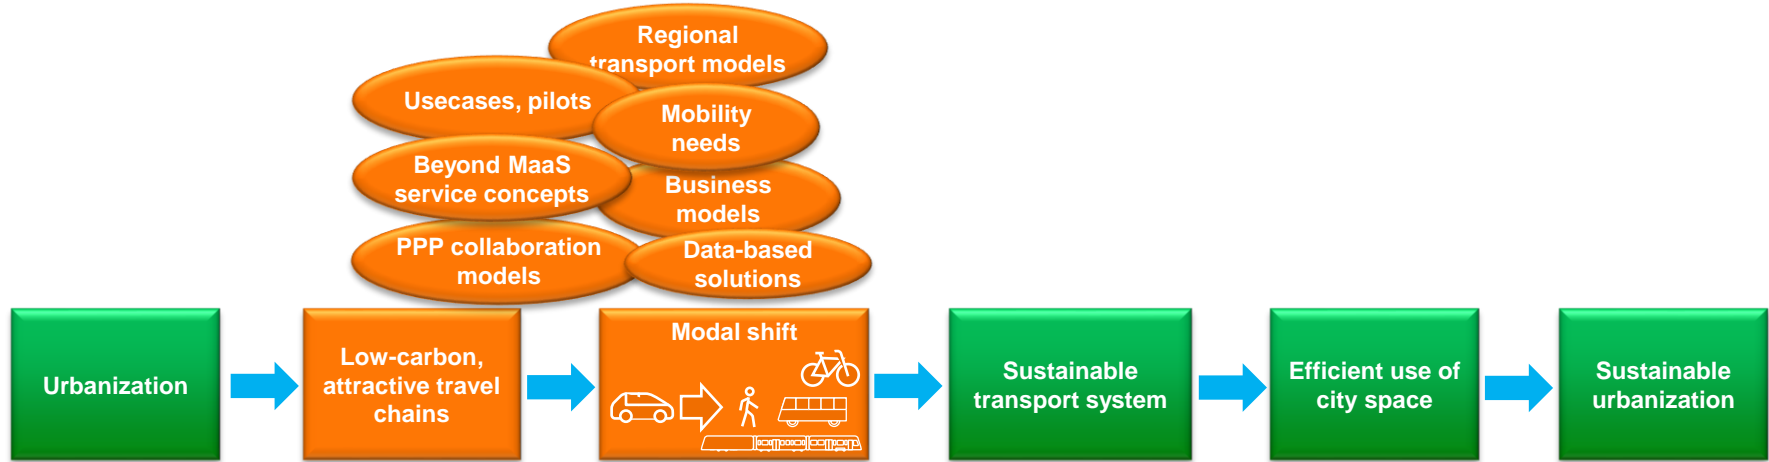 Regional
transport models
Usecases, pilots
Mobility
needs
Beyond MaaS
service concepts
Business
models
PPP collaboration
models
Data-based
solutions
Urbanization
Low-carbon,
attractive travel
chains
Modal shift
Sustainable
transport system
Efficient use of
city space
Sustainable
urbanization